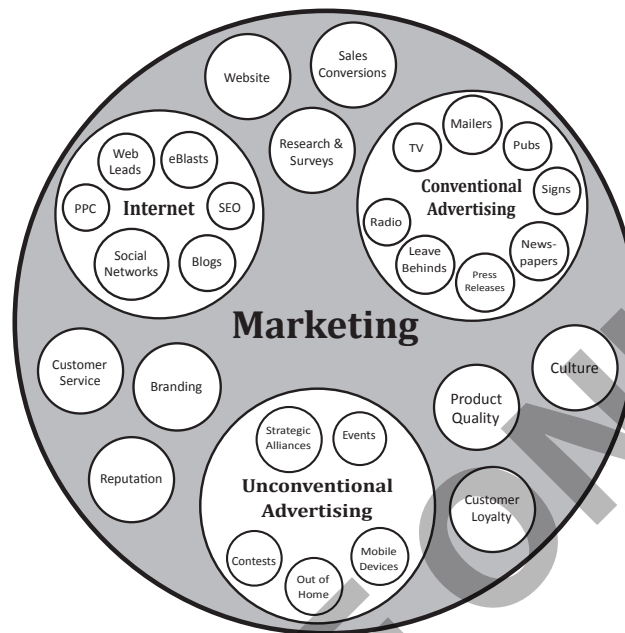 Sales
Conversions
Website
Research &
Surveys
Web
Leads
eBlasts
PPC
Internet
SEO
Social
Networks
Blogs
Mailers
TV
Pubs
Conventional
Advertising
Signs
Radio
Leave
Behinds
Press
Releases
News-
papers
Marketing
Customer
Service
Branding
Reputation
Culture
Product
Quality
Customer
Loyalty
Strategic
Alliances
Events
Unconventional
Advertising
Contests
Out of
Home
Mobile
Devices